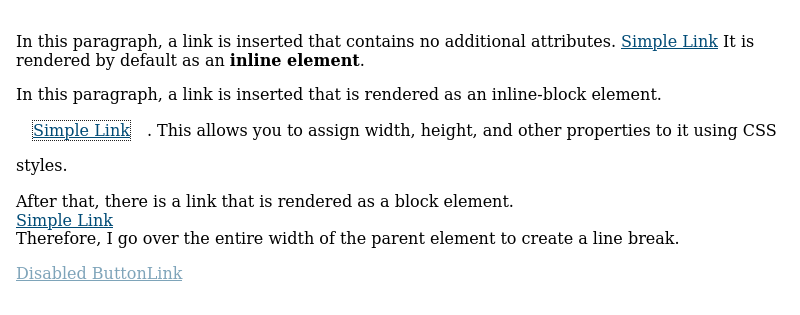 In this paragraph, a link is inserted that contains no additional attributes. Simple Link It is
rendered by default as an inline element.
In this paragraph, a link is inserted that is rendered as an inline-block element.
Simple Link . This allows you to assign width, height, and other properties to it using CSS
styles.
After that, there is a link that is rendered as a block element.
Simple Link
Therefore, I go over the entire width of the parent element to create a line break.
Disabled ButtonLink